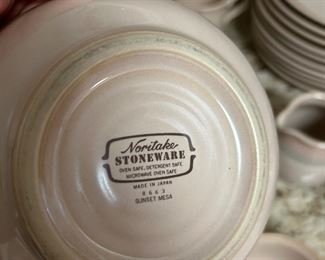 Noritake
STONEWARE
OVEN SAFE, DETERGENT SAFE
MICROWAVE OVEN SAFE
MADE IN JAPAN
8663
SUNSET MESA